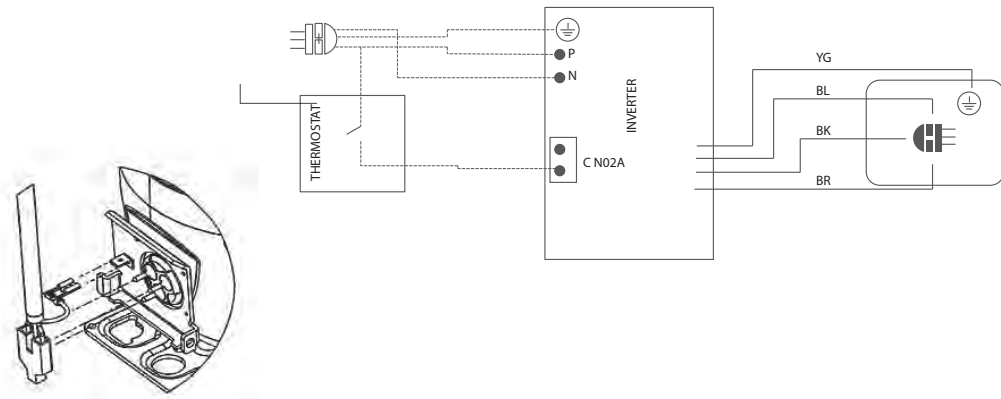 P
N
THERMOSTAT
INVERTER
C N02A
YG
BL
BK
BR